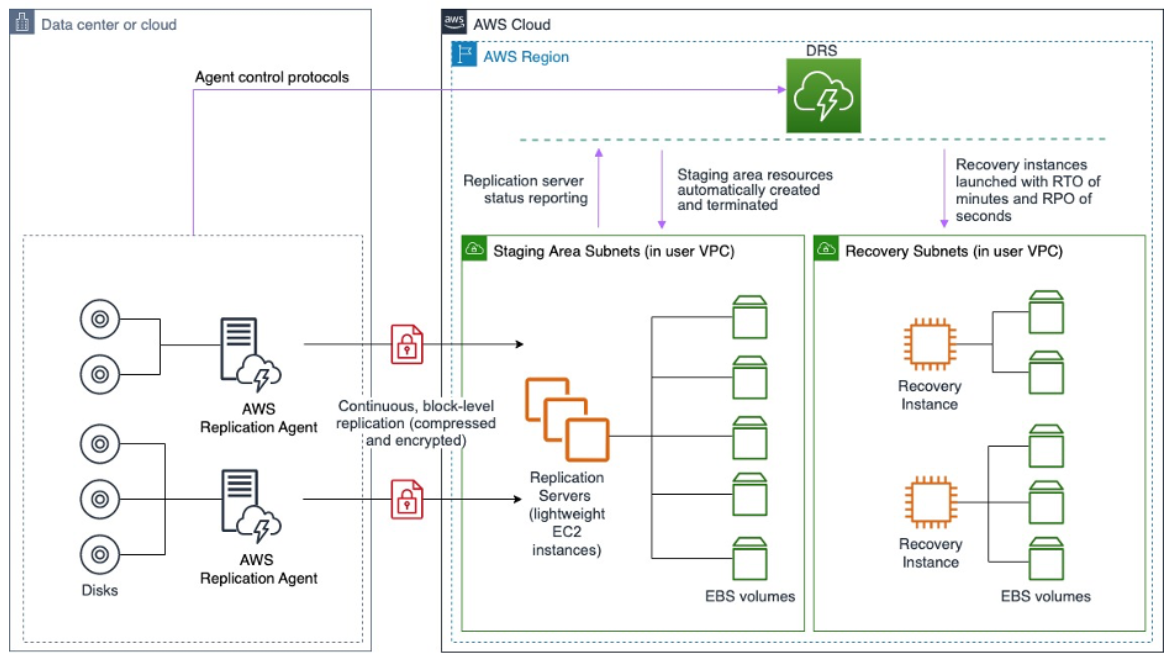 Data center or cloud
aws
AWS Cloud
AWS Region
DRS
Agent control protocols
Replication server
status reporting
Staging area resources
automatically created
and terminated
Recovery instances
launched with RTO of
minutes and RPO of
seconds
Staging Area Subnets (in user VPC)
Recovery Subnets (in user VPC)
AWS
Replication Agent
Continuous, block-level
replication (compressed
and encrypted)
Recovery
Instance
Replication
Servers
(lightweight
EC2
instances)
AWS
Replication Agent
Recovery
Instance
Disks
EBS volumes
EBS volumes